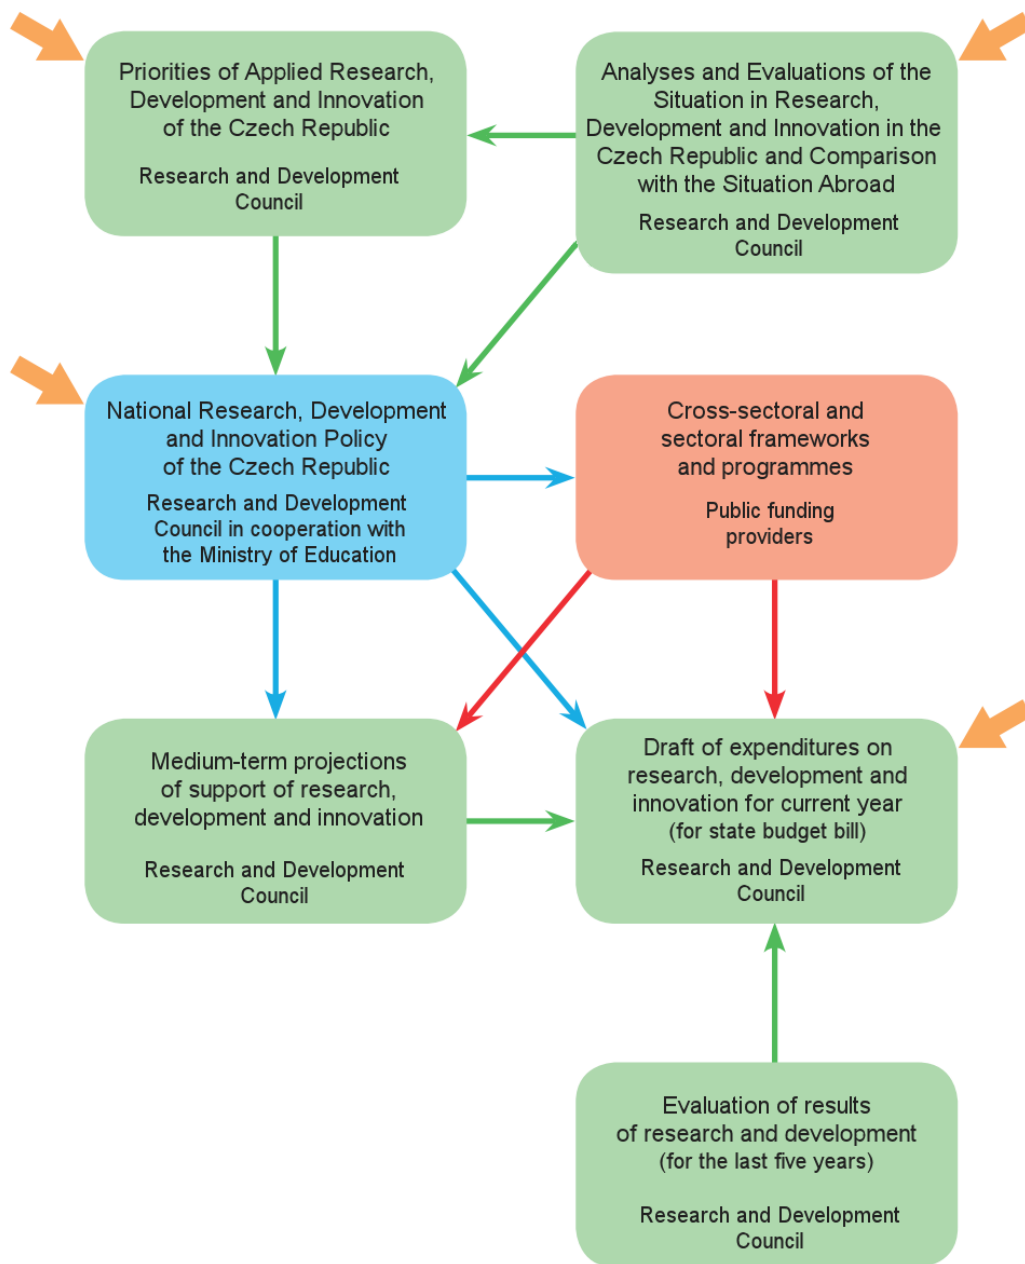 Priorities of Applied Research,
Development and Innovation
of the Czech Republic
Research and Development
Council
Analyses and Evaluations of the
Situation in Research,
Development and Innovation in the
Czech Republic and Comparison
with the Situation Abroad
Research and Development
Council
National Research, Development
and Innovation Policy
of the Czech Republic
Research and Development
Council in cooperation with
the Ministry of Education
Cross-sectoral and
sectoral frameworks
and programmes
Public funding
providers
Medium-term projections
of support of research,
development and innovation
Research and Development
Council
Draft of expenditures on
research, development and
innovation for current year
(for state budget bill)
Research and Development
Council
Evaluation of results
of research and development
(for the last five years)
Research and Development
Council